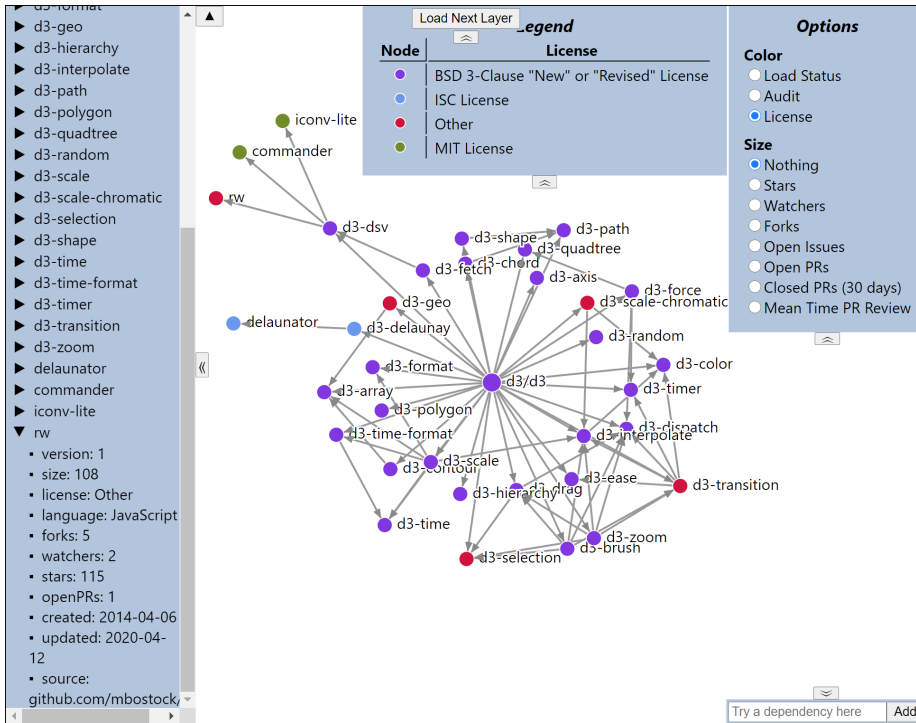 d3-format
d3-geo
d3-hierarchy
d3-interpolate
d3-path
d3-polygon
d3-quadtree
d3-random
d3-scale
d3-scale-chromatic
d3-selection
d3-shape
d3-time
d3-time-format
d3-timer
d3-transition
d3-zoom
delaunator
commander
iconv-lite
rw
version: 1
size: 108
license: Other
language: JavaScript
forks: 5
watchers: 2
stars: 115
openPRs: 1
created: 2014-04-06
updated: 2020-04-
12
source:
github.com/mbostock/
Load Next Layer
Legend
Node License
BSD 3-Clause "New" or "Revised" License
ISC License
Other
MIT License
Options
Color
Load Status
Audit
License
Size
Nothing
Stars
Watchers
Forks
Open Issues
Open PRs
Closed PRs (30 days)
Mean Time PR Review
iconv-lite
commander
rw
d3-dsv
d3-path
d3-shape
d3-quadtree
d3-chord
d3-fetch
d3-axis
d3-force
d3-geo
d3-scale-chromatic
delaunator
d3-delaunay
d3-random
d3-format
d3-color
d3/d3
d3-array
d3-timer
d3-polygon
d3-dispatch
d3-time-format
d3-interpolate
d3-scale
d3-contour
d3-ease
d3-transition
d3-hierarchy
d3-drag
d3-time
d3-zoom
d3-brush
d3-selection
Try a dependency here
Add